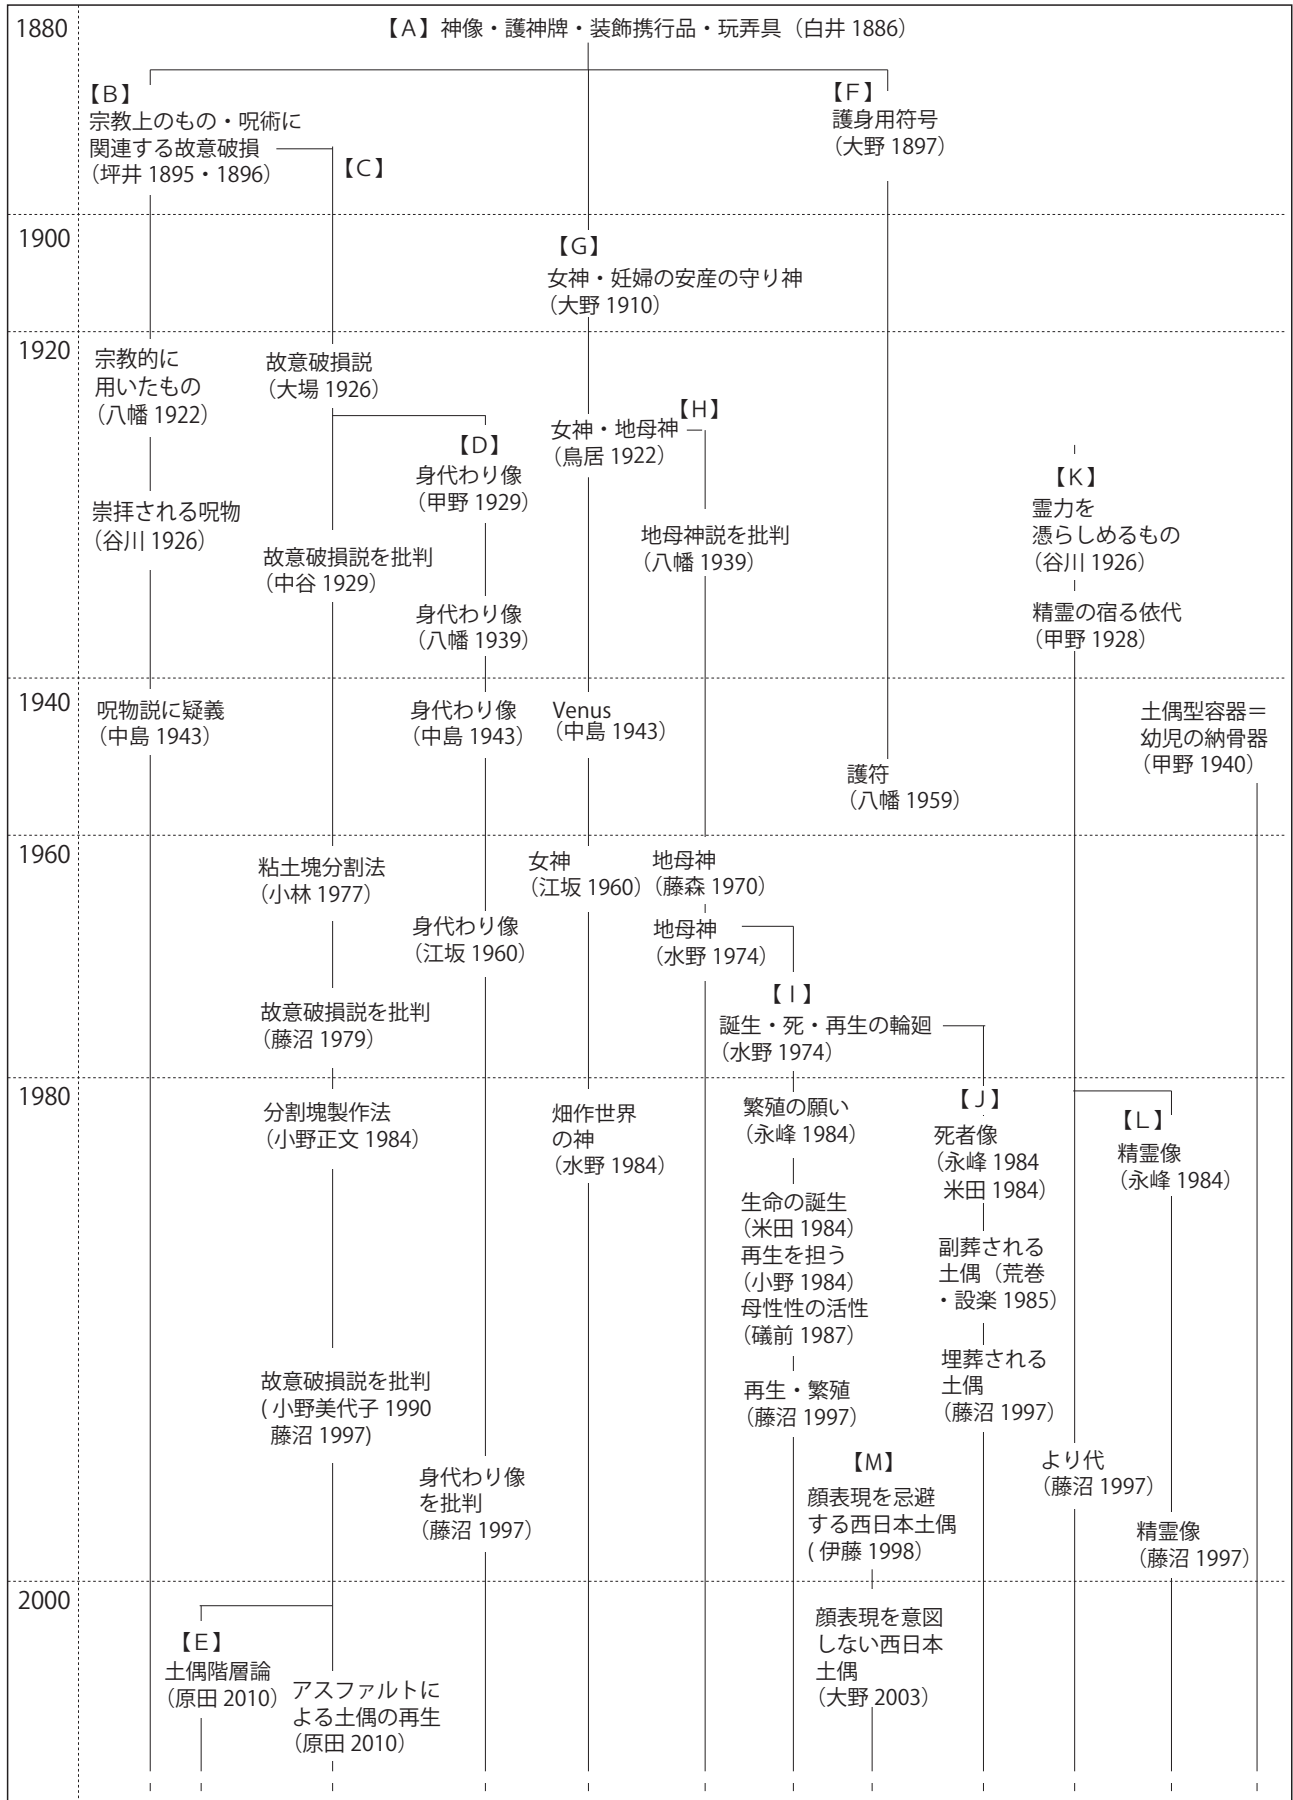 1880
【A】神像・護神牌・装飾携行品・玩弄具（白井 1886）
【B】
宗教上のもの・呪術に
関連する故意破損
（坪井 1895・1896）
【C】
【F】
護身用符号
（大野 1897）
1900
【G】
女神・妊婦の安産の守り神
（大野 1910）
1920
宗教的に
用いたもの
（八幡 1922）
崇拝される呪物
（谷川 1926）
故意破損説
（大場 1926）
故意破損説を批判
（中谷 1929）
【D】
身代わり像
（甲野 1929）
身代わり像
（八幡 1939）
女神・地母神
（鳥居 1922）
【H】
地母神説を批判
（八幡 1939）
【K】
霊力を
憑らしめるもの
（谷川 1926）
精霊の宿る依代
（甲野 1928）
1940
呪物説に疑義
（中島 1943）
身代わり像
（中島 1943）
Venus
（中島 1943）
護符
（八幡 1959）
土偶型容器＝
幼児の納骨器
（甲野 1940）
1960
粘土塊分割法
（小林 1977）
故意破損説を批判
（藤沼 1979）
身代わり像
（江坂 1960）
女神
（江坂 1960）
地母神
（藤森 1970）
地母神
（水野 1974）
【I】
誕生・死・再生の輪廻
（水野 1974）
1980
分割塊製作法
（小野正文 1984）
故意破損説を批判
( 小野美代子 1990
藤沼 1997)
身代わり像
を批判
（藤沼 1997）
畑作世界
の神
（水野 1984）
繁殖の願い
（永峰 1984）
生命の誕生
（米田 1984）
再生を担う
（小野 1984）
母性性の活性
（礒前 1987）
再生・繁殖
（藤沼 1997）
【M】
顔表現を忌避
する西日本土偶
( 伊藤 1998）
【J】
死者像
（永峰 1984
米田 1984）
副葬される
土偶（荒巻
・設楽 1985）
埋葬される
土偶
（藤沼 1997）
より代
（藤沼 1997）
【L】
精霊像
（永峰 1984）
精霊像
（藤沼 1997）
2000
【E】
土偶階層論
（原田 2010）
アスファルトに
よる土偶の再生
（原田 2010）
顔表現を意図
しない西日本
土偶
（大野 2003）